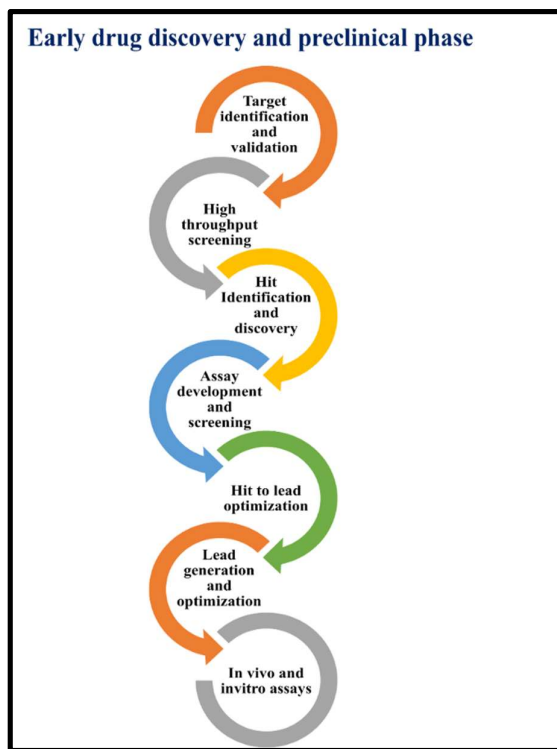 Early drug discovery and preclinical phase
Target
identification
and
validation
High
throughput
screening
Hit
Identification
and
discovery
Assay
development
and
screening
Hit to lead
optimization
Lead
generation
and
optimization
In vivo and
invitro assays